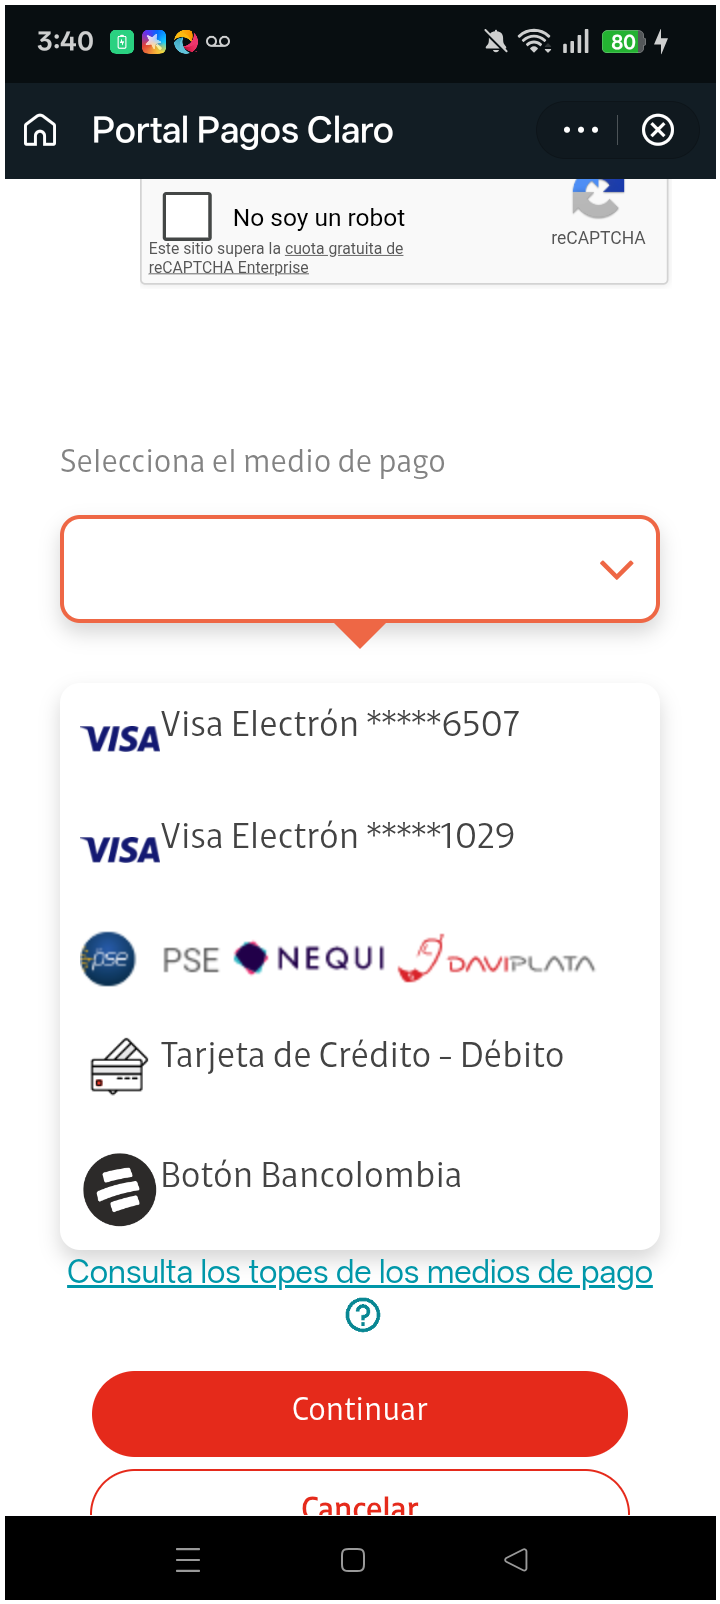 3:40
80
Portal Pagos Claro
No soy un robot
reCAPTCHA
Este sitio supera la cuota gratuita de
reCAPTCHA Enterprise
Selecciona el medio de pago
VISA Visa Electrón *****6507
VISA Visa Electrón *****1029
pse PSE NEQUI DAVIPLATA
Tarjeta de Crédito - Débito
Botón Bancolombia
Consulta los topes de los medios de pago
?
Continuar
Cancelar